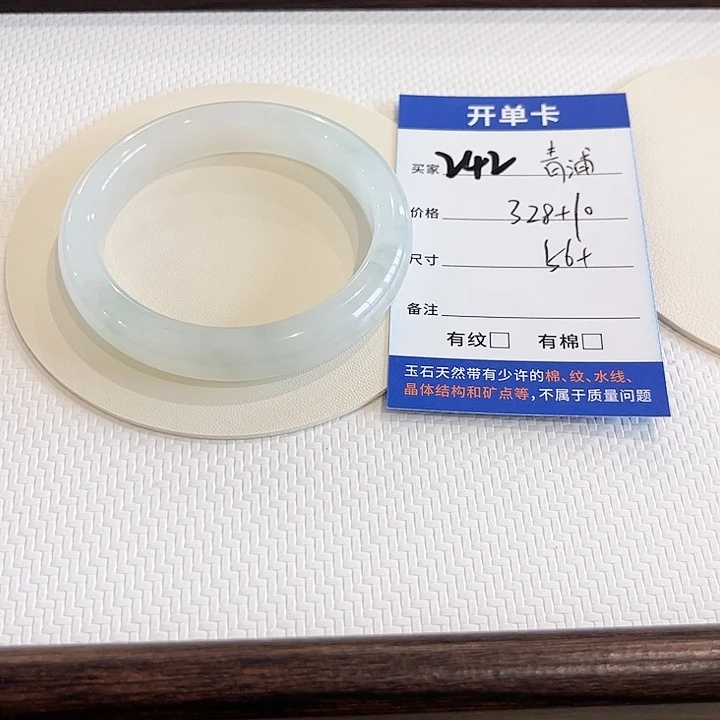 开单卡
买家 242 青浦
价格 328+10
尺寸 56+
备注
有纹□ 有棉□
玉石天然带有少许的棉、纹、水线、
晶体结构和矿点等，不属于质量问题